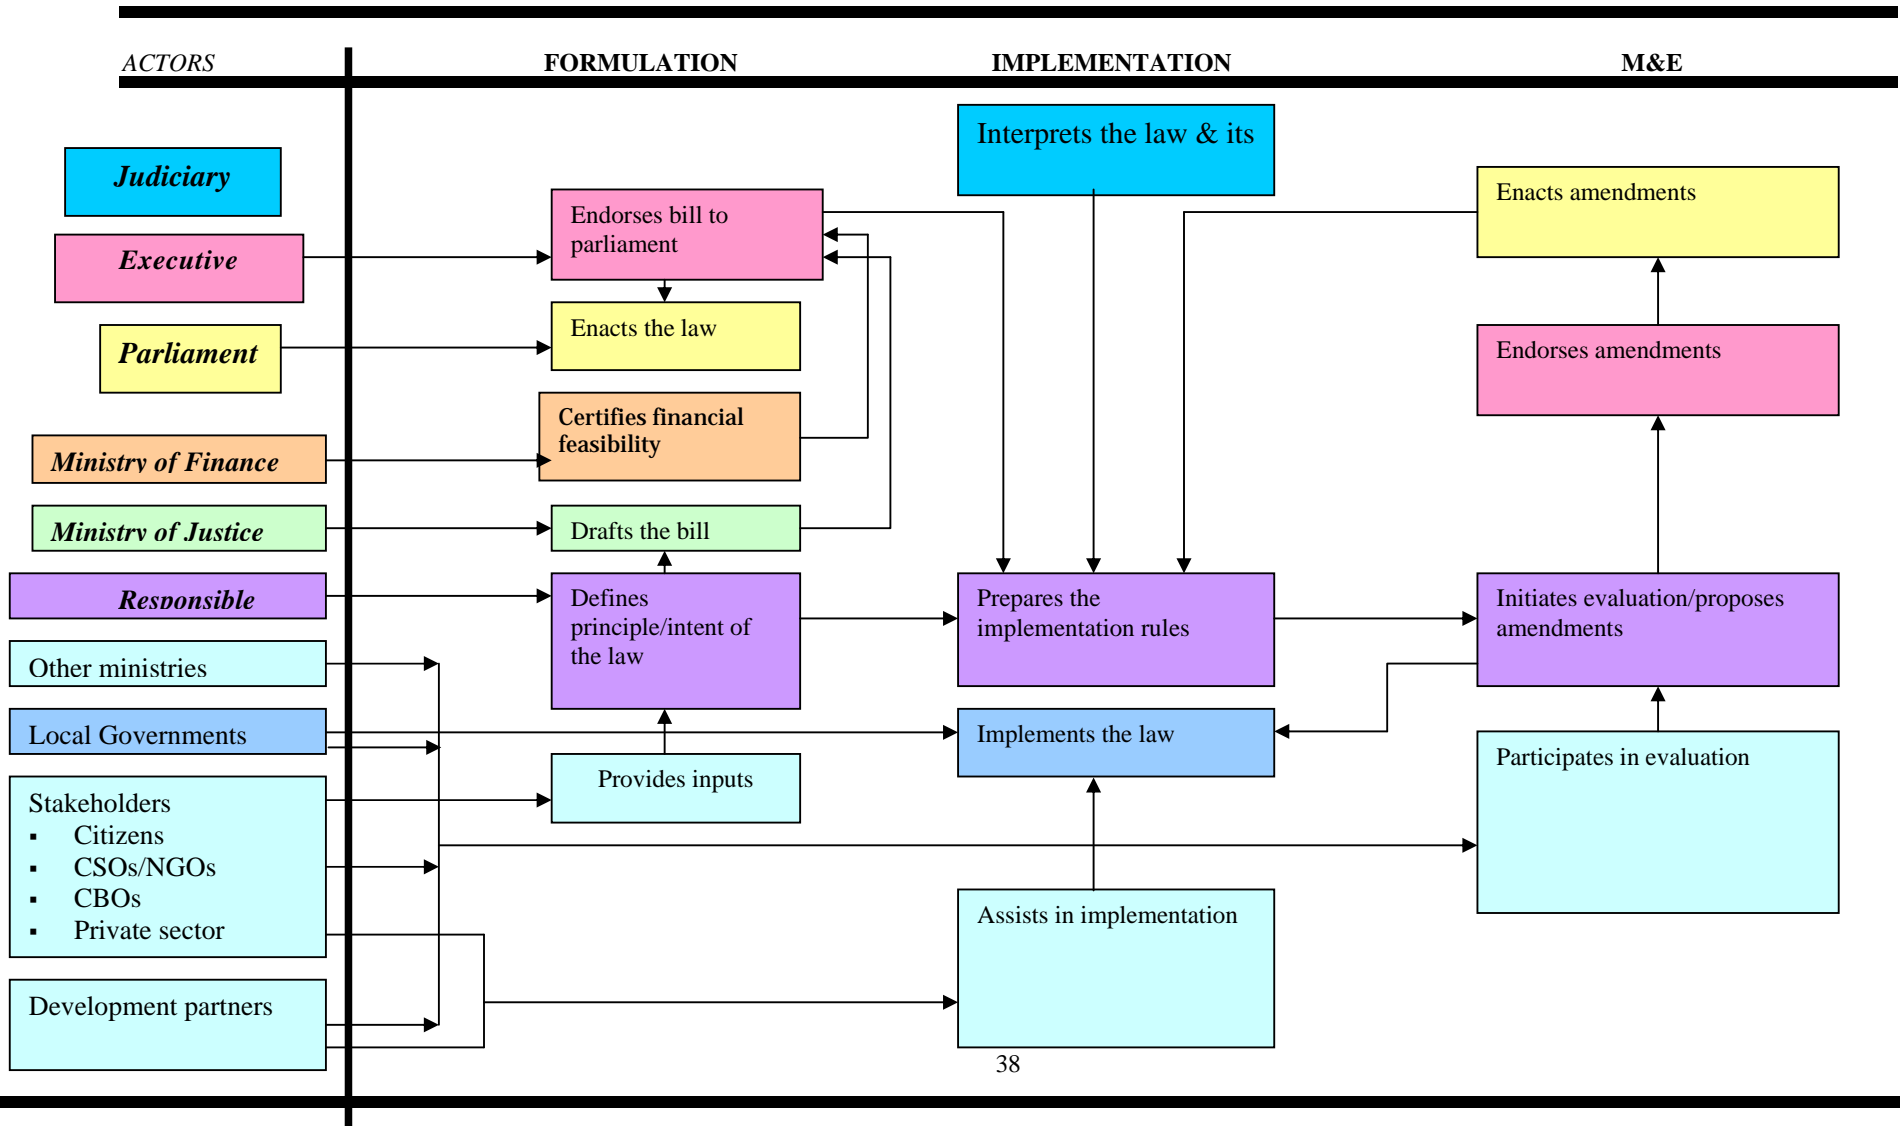 ACTORS
FORMULATION
IMPLEMENTATION
M&E
Judiciary
Executive
Parliament
Ministry of Finance
Ministry of Justice
Responsible
Other ministries
Local Governments
Stakeholders
▪ Citizens
▪ CSOs/NGOs
▪ CBOs
▪ Private sector
Development partners
Endorses bill to
parliament
Enacts the law
Certifies financial
feasibility
Drafts the bill
Defines
principle/intent of
the law
Provides inputs
Interprets the law & its
Prepares the
implementation rules
Implements the law
Assists in implementation
Enacts amendments
Endorses amendments
Initiates evaluation/proposes
amendments
Participates in evaluation
38